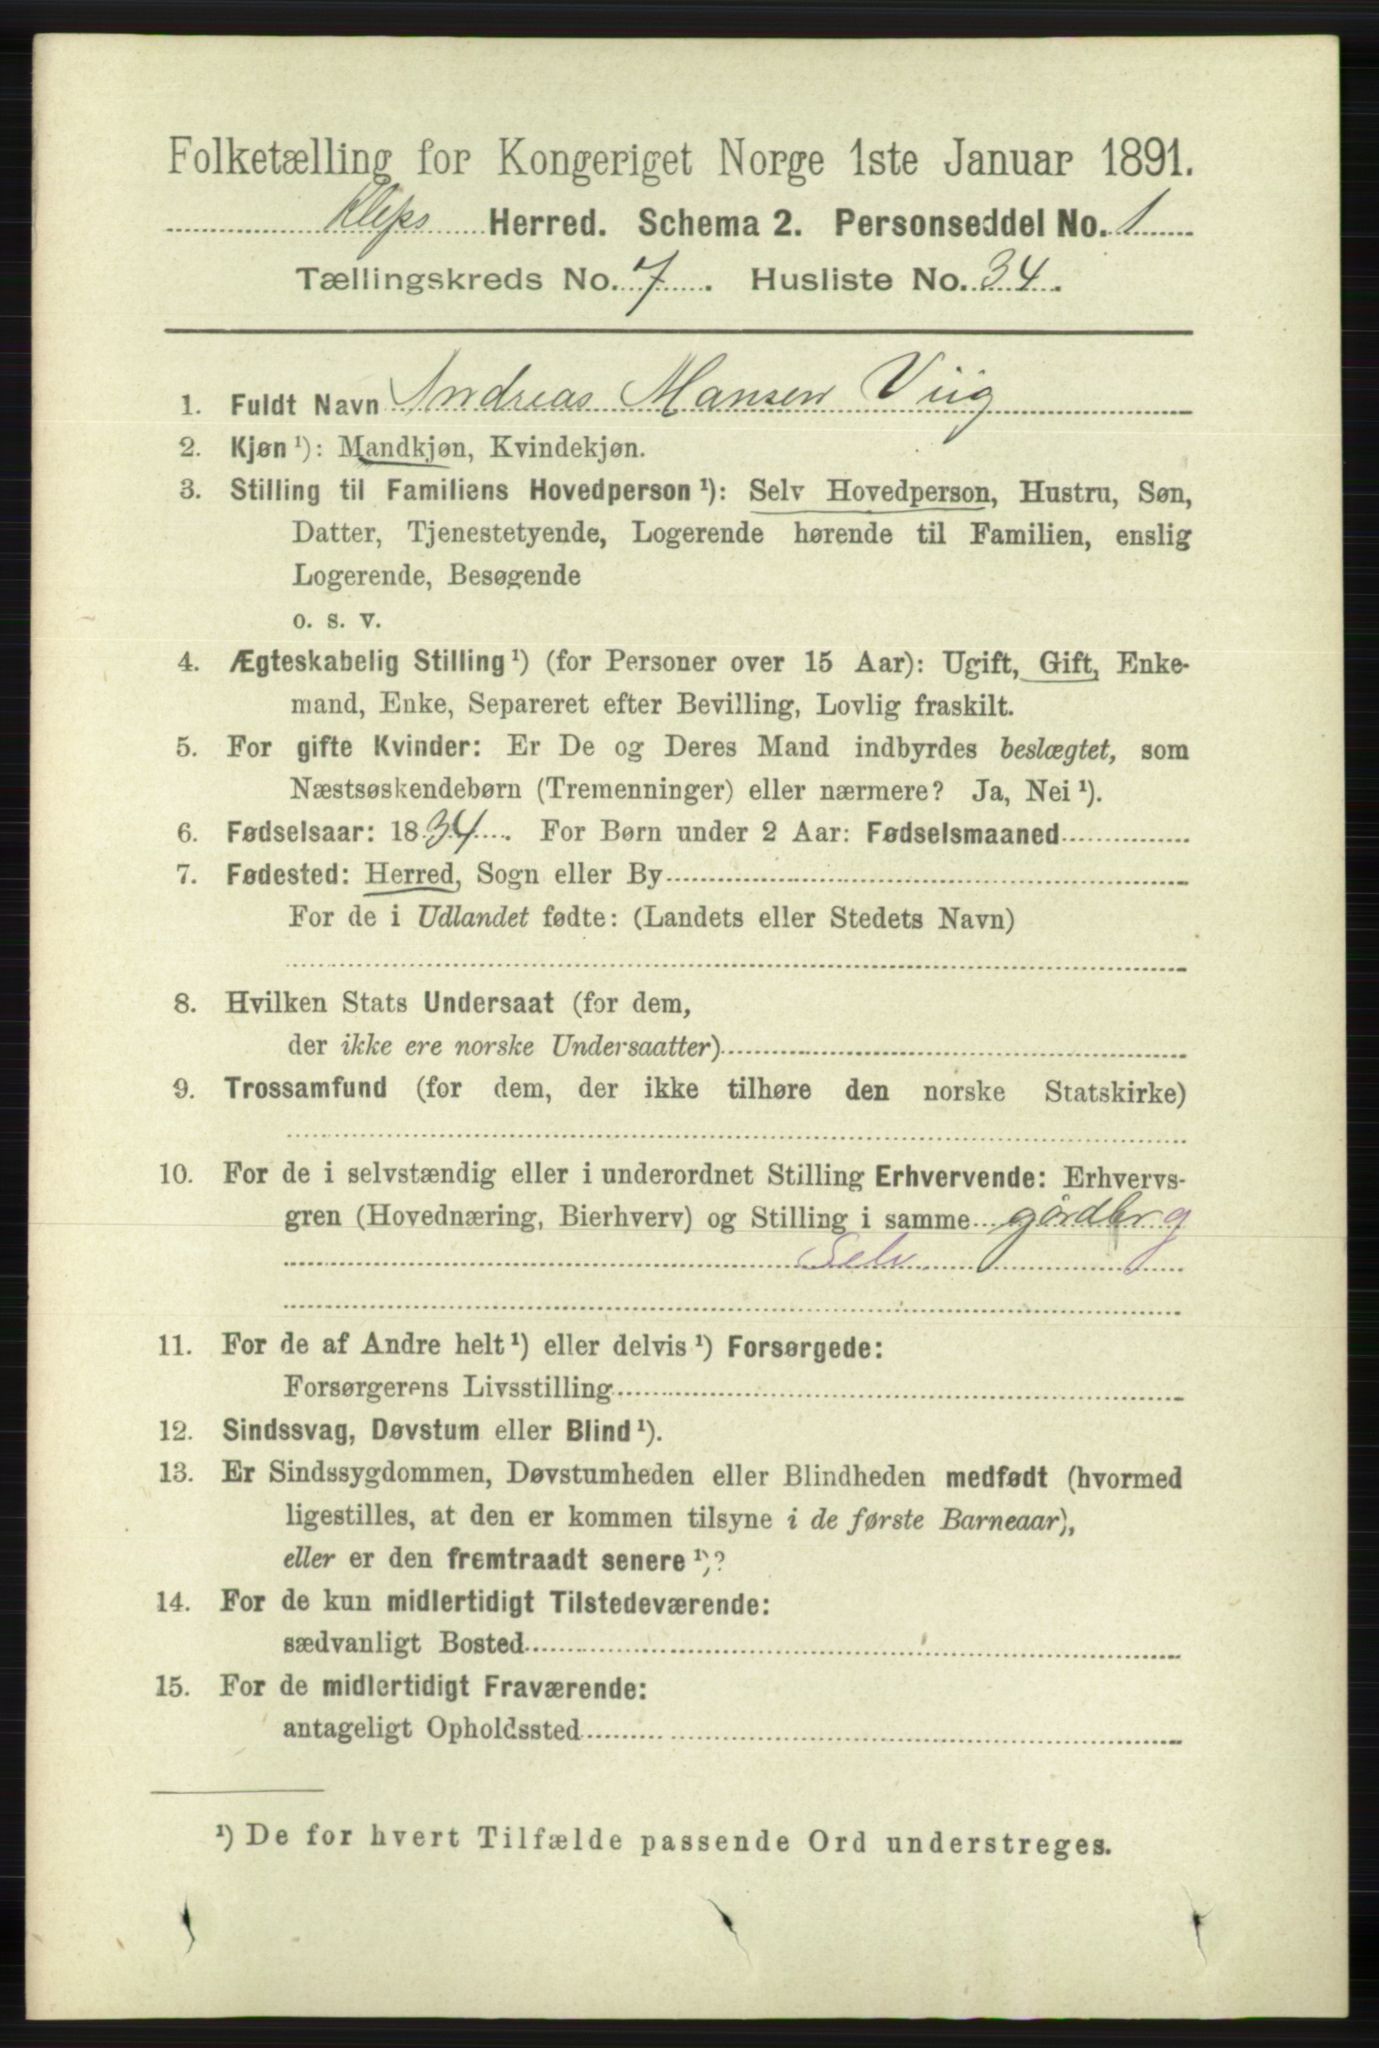 Folketælling for Kongeriget Norge 1ste Januar 1891.
Kleps Herred. Schema 2. Personseddel No. 1
Tællingskreds No. 7. Husliste No. 34.
1. Fuldt Navn Andreas Mansen Viig
2. Kjøn ¹): Mandkjøn, Kvindekjøn.
3. Stilling til Familiens Hovedperson ¹): Selv Hovedperson, Hustru, Søn,
Datter, Tjenestetyende, Logerende hørende til Familien, enslig
Logerende, Besøgende
o. s. v.
4. Ægteskabelig Stilling ¹) (for Personer over 15 Aar): Ugift, Gift, Enke-
mand, Enke, Separeret efter Bevilling, Lovlig fraskilt.
5. For gifte Kvinder: Er De og Deres Mand indbyrdes beslægtet, som
Næstsøskendebørn (Tremenninger) eller nærmere? Ja, Nei ¹).
6. Fødselsaar: 1834. For Børn under 2 Aar: Fødselsmaaned
7. Fødested: Herred, Sogn eller By
For de i Udlandet fødte: (Landets eller Stedets Navn)
8. Hvilken Stats Undersaat (for dem,
der ikke ere norske Undersaatter)
9. Trossamfund (for dem, der ikke tilhøre den norske Statskirke)
10. For de i selvstændig eller i underordnet Stilling Erhvervende: Erhvervs-
gren (Hovednæring, Bierhverv) og Stilling i samme gårdbr g
Selv
11. For de af Andre helt ¹) eller delvis ¹) Forsørgede:
Forsørgerens Livsstilling
12. Sindssvag, Døvstum eller Blind ¹).
13. Er Sindssygdommen, Døvstumheden eller Blindheden medfødt (hvormed
ligestilles, at den er kommen tilsyne i de første Barneaar),
eller er den fremtraadt senere ¹)?
14. For de kun midlertidigt Tilstedeværende:
sædvanligt Bosted
15. For de midlertidigt Fraværende:
antageligt Opholdssted
¹) De for hvert Tilfælde passende Ord understreges.